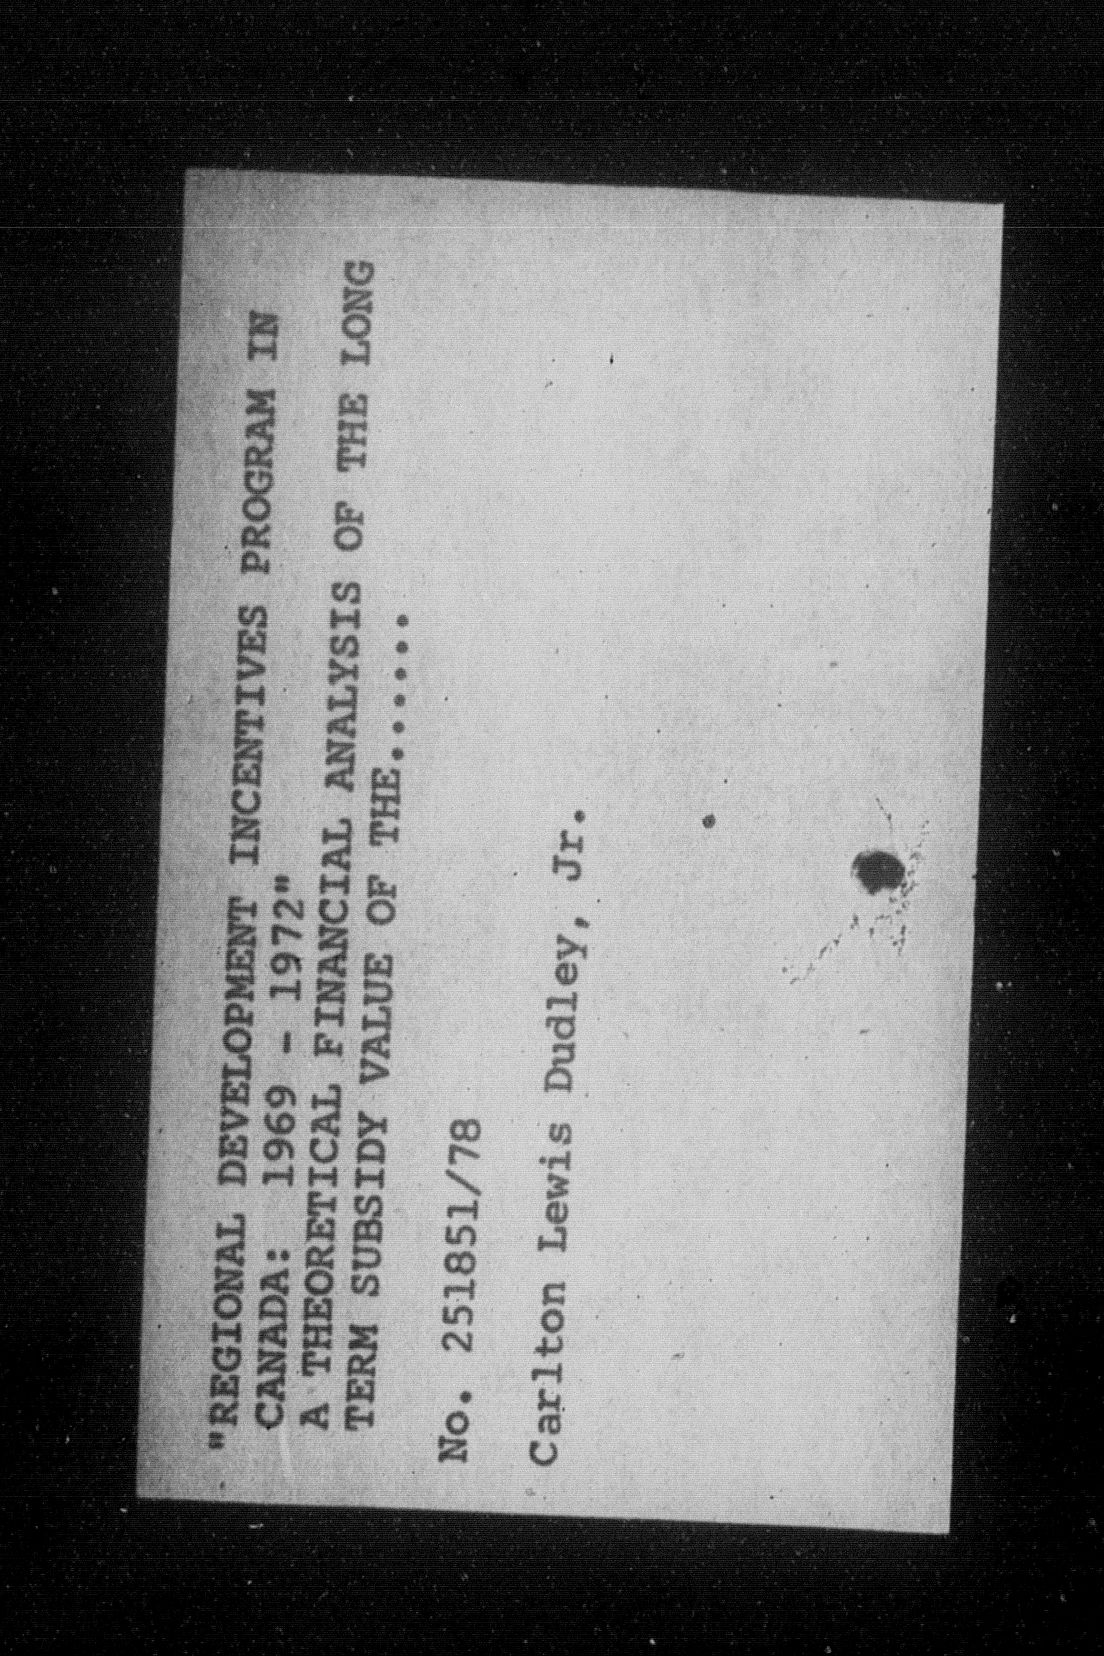 "REGIONAL DEVELOPMENT INCENTIVES PROGRAM IN
CANADA: 1969 - 1972"
A THEORETICAL FINANCIAL ANALYSIS OF THE LONG
TERM SUBSIDY VALUE OF THE......
No. 251851/78
Carlton Lewis Dudley, Jr.